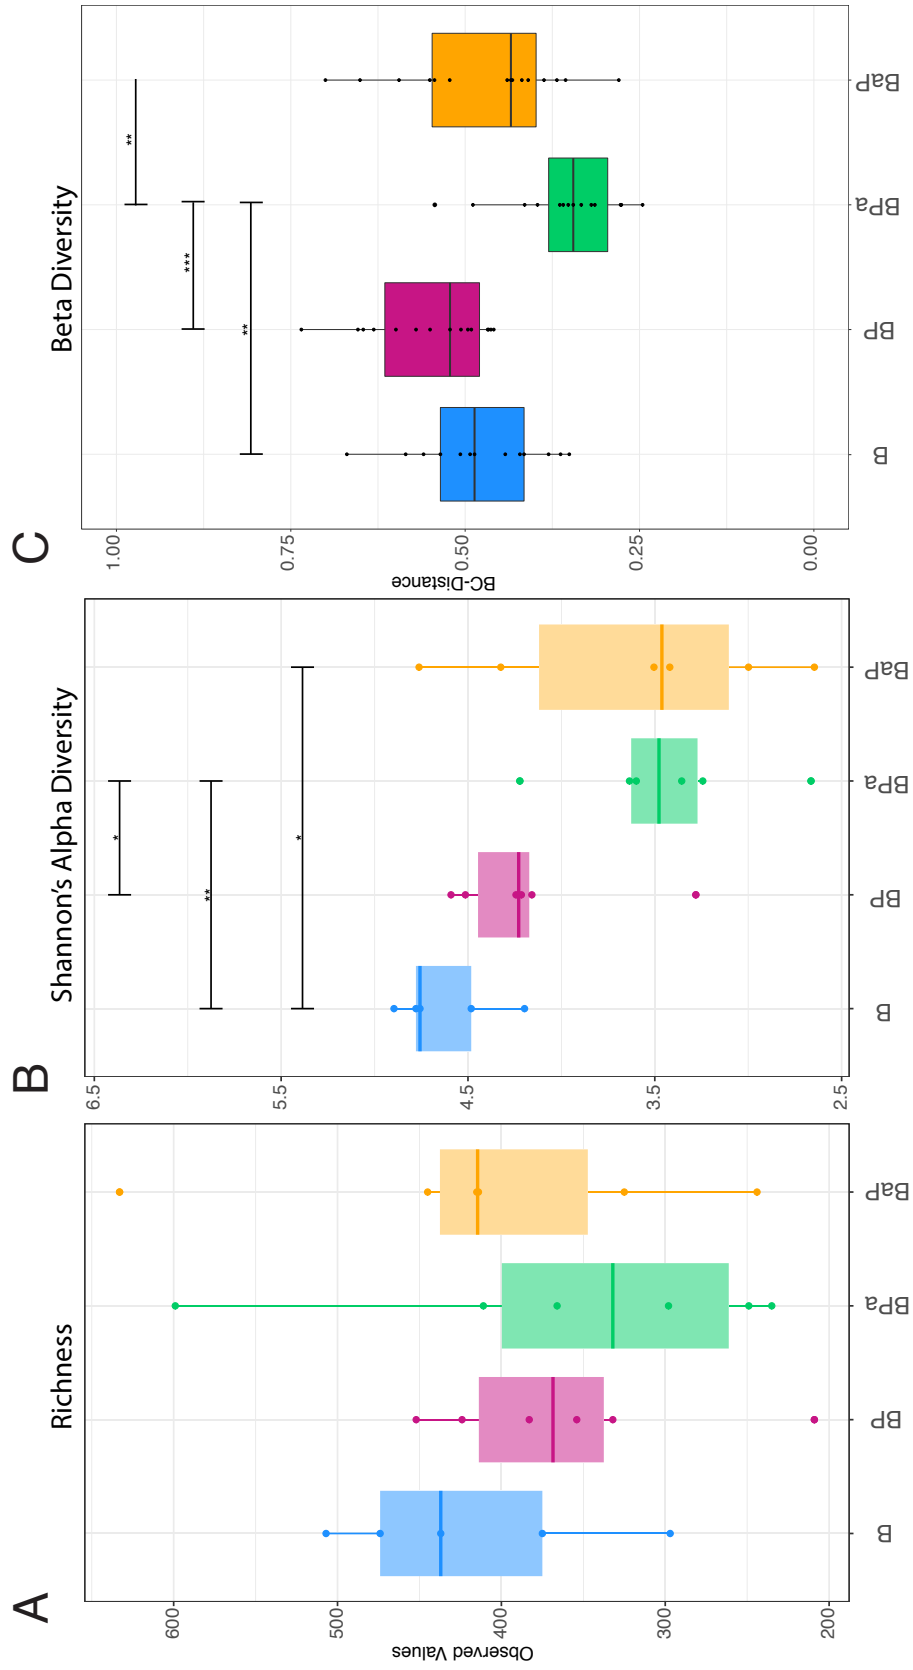 A
Richness
Observed Values
600
500
400
300
200
B
BP
BPa
BaP
B
Shannon's Alpha Diversity
6.5
5.5
4.5
3.5
2.5
*
**
*
B
BP
BPa
BaP
C
Beta Diversity
BC-Distance
1.00
0.75
0.50
0.25
0.00
**
***
**
B
BP
BPa
BaP